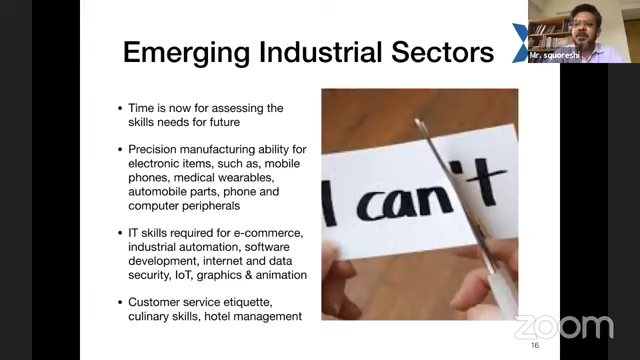 Emerging Industrial Sectors
Mr. squoreshi
• Time is now for assessing the
skills needs for future
• Precision manufacturing ability for
electronic items, such as, mobile
phones, medical wearables,
automobile parts, phone and
computer peripherals
• IT skills required for e-commerce,
industrial automation, software
development, internet and data
security, IoT, graphics & animation
• Customer service etiquette,
culinary skills, hotel management
I can't
zoom
16